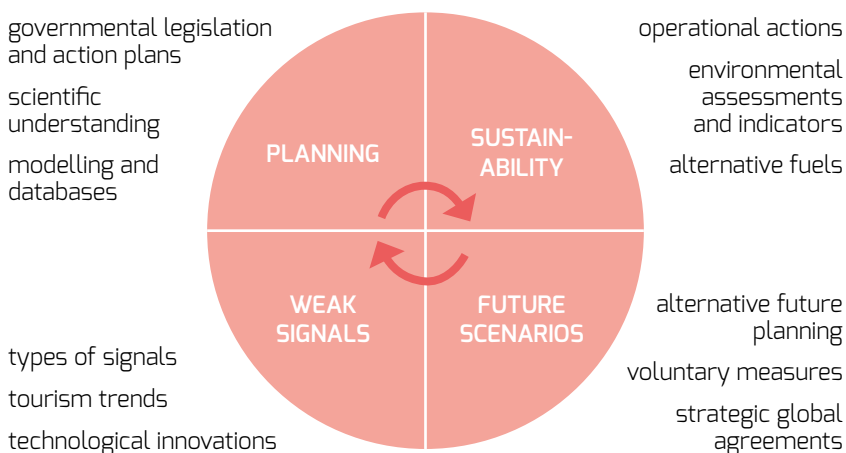 governmental legislation
and action plans
scientific
understanding
modelling and
databases
PLANNING
SUSTAIN-
ABILITY
operational actions
environmental
assessments
and indicators
alternative fuels
WEAK
SIGNALS
FUTURE
SCENARIOS
types of signals
tourism trends
technological innovations
alternative future
planning
voluntary measures
strategic global
agreements